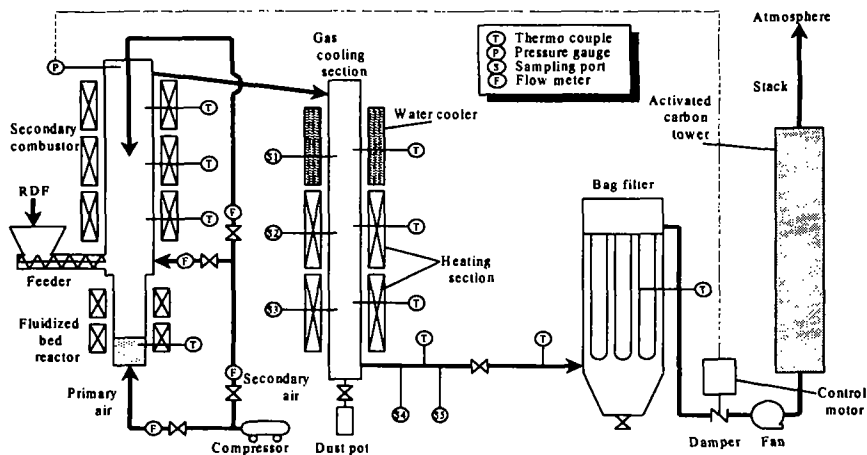 Atmosphere
Gas
cooling section
T Thermo couple
P Pressure gauge
S Sampling port
F Flow meter
Stack
Activated
carbon
tower
P
Water cooler
Secondary
combustor
T
T
T
S1
T
RDF
F
Bag filter
S2
T
F
Feeder
Heating
section
T
S3
T
Fluidized
bed
reactor
T
T
T
F
Secondary
air
Primary
air
S4
S5
Control
motor
F
Compressor
Dust pot
Damper
Fan